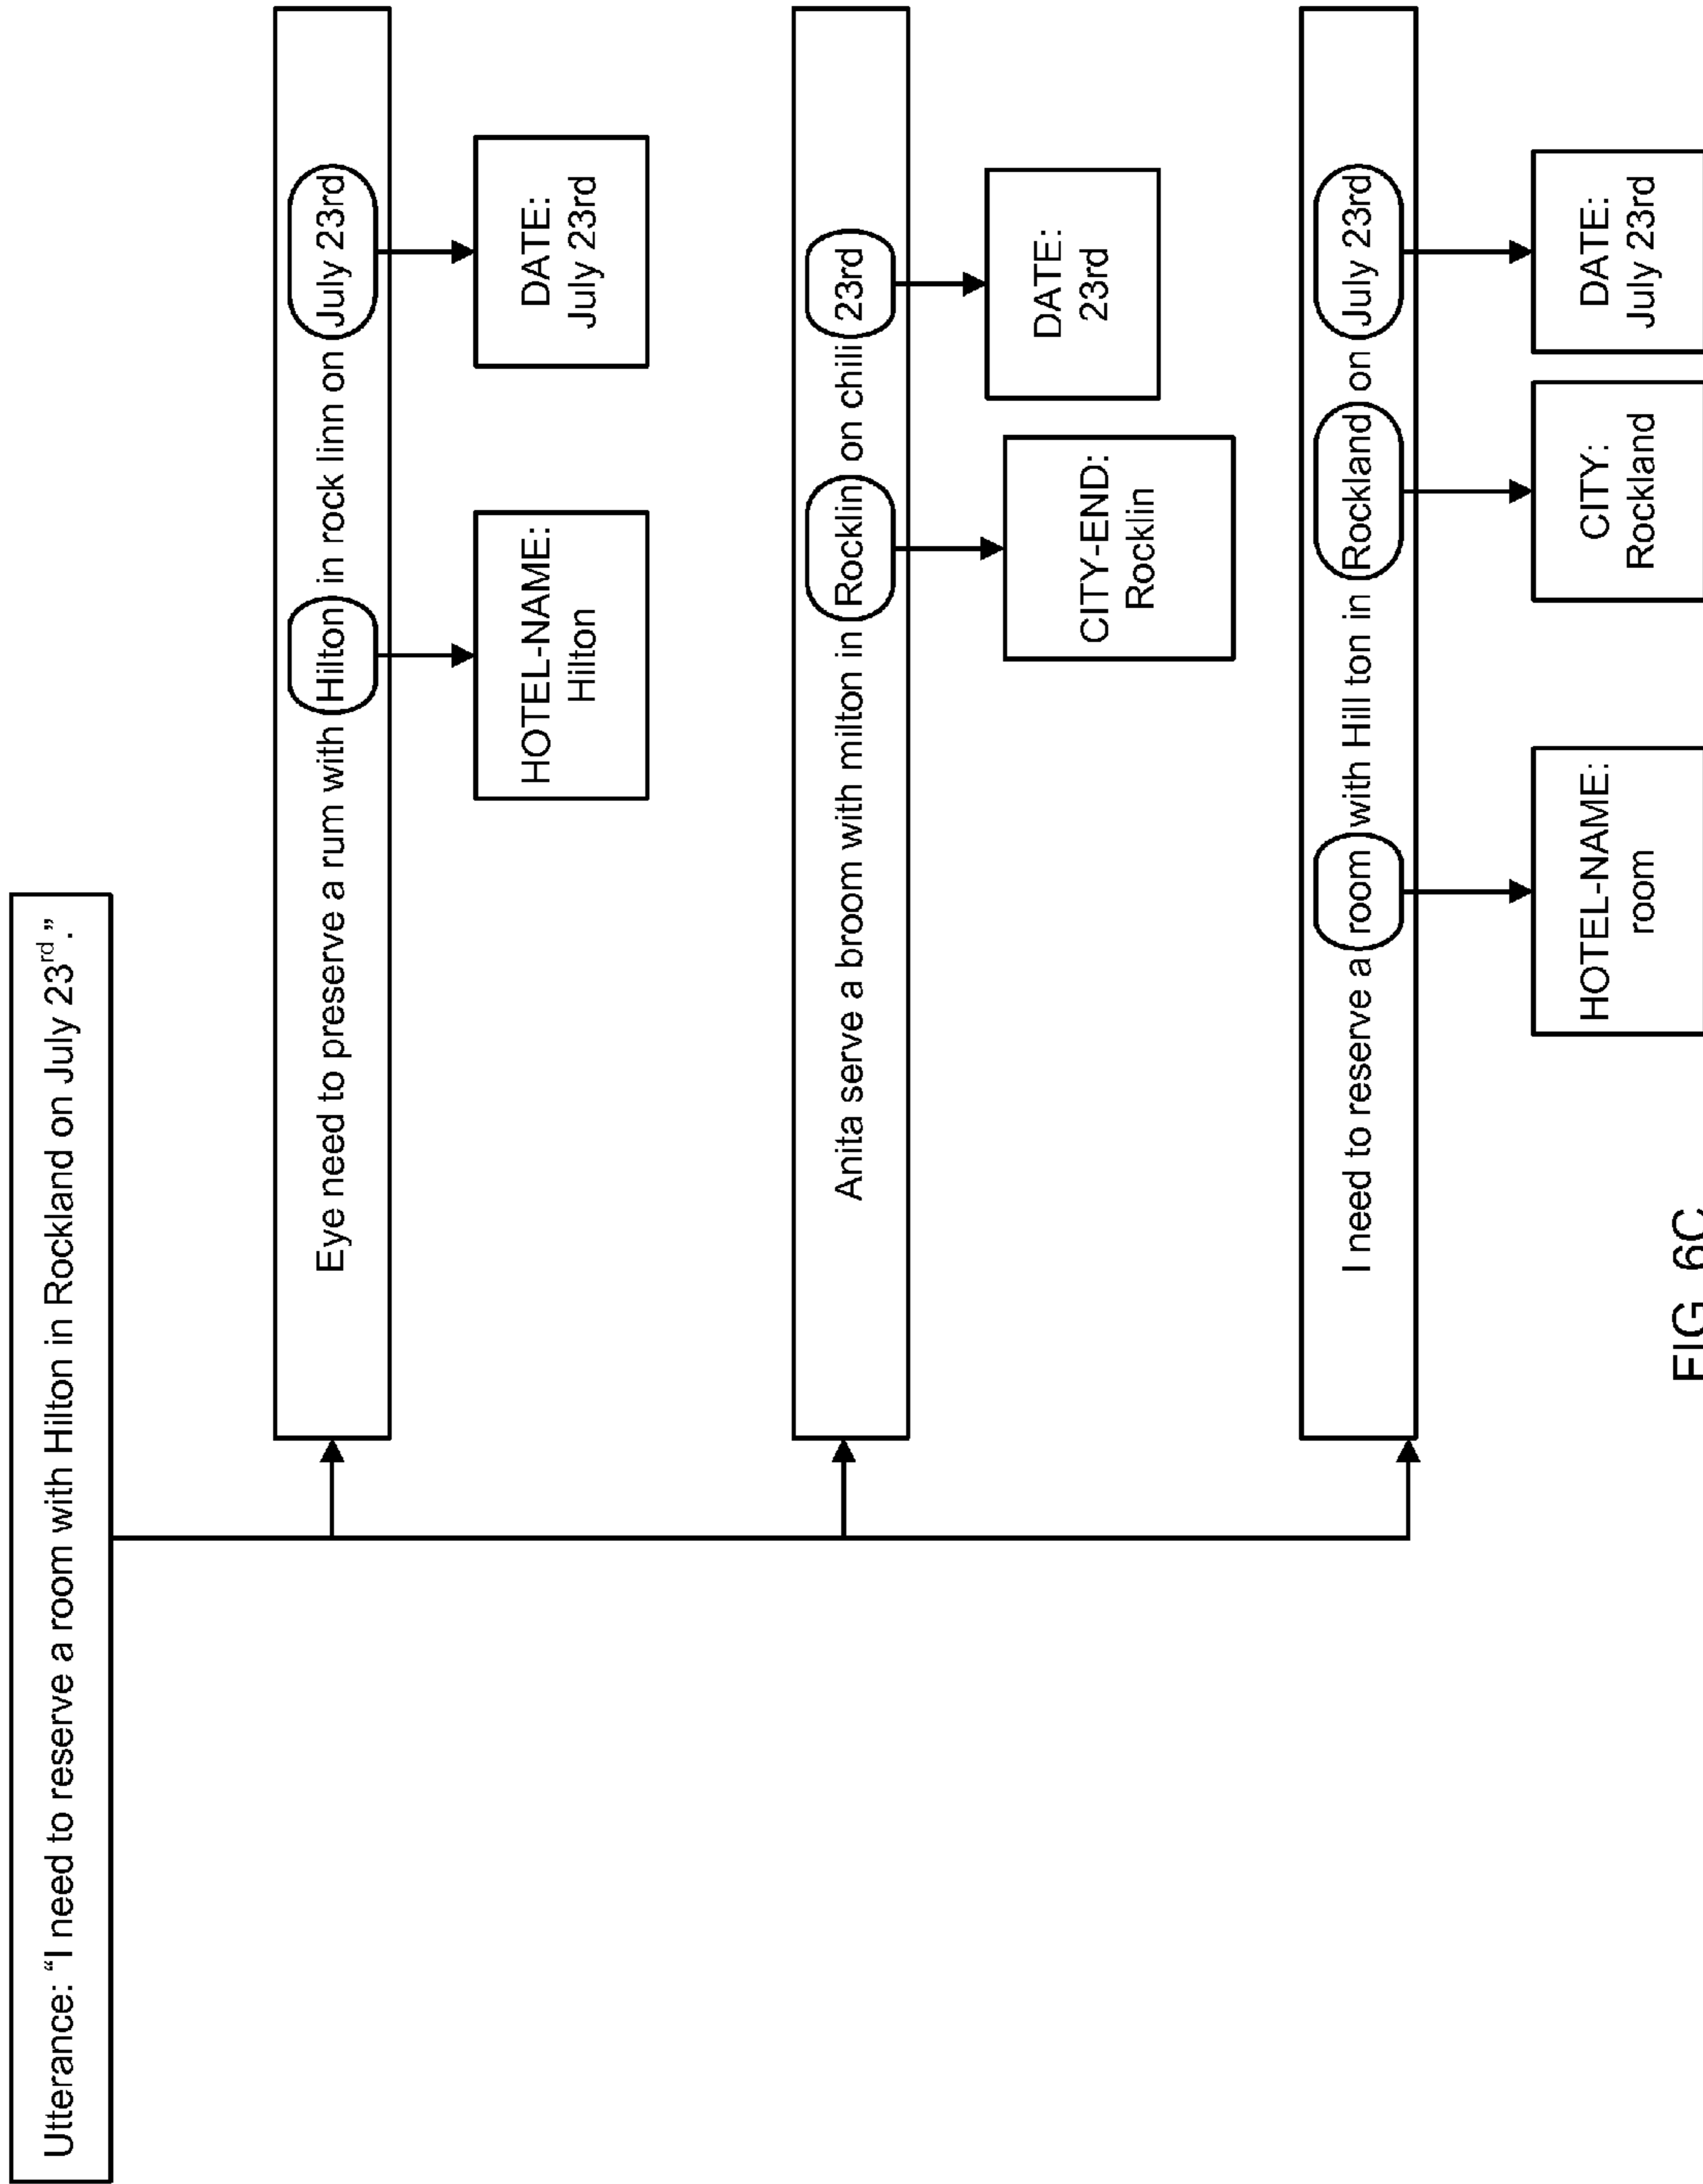 Utterance: “I need to reserve a room with Hilton in Rockland on July 23rd.”
Eye need to preserve a rum with Hilton in rock linn on July 23rd
HOTEL-NAME:
Hilton
DATE:
July 23rd
Anita serve a broom with milton in Rocklin on chili 23rd
CITY-END:
Rocklin
DATE:
23rd
I need to reserve a room with Hill ton in Rockland on July 23rd
HOTEL-NAME:
room
CITY:
Rockland
DATE:
July 23rd
FIG. 6C